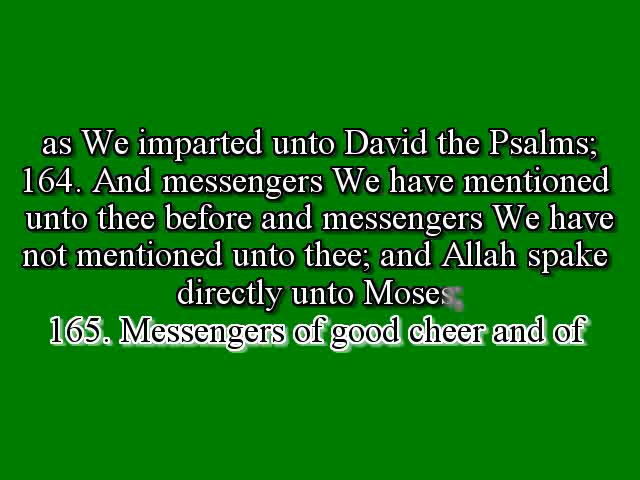 as We imparted unto David the Psalms;
164. And messengers We have mentioned
unto thee before and messengers We have
not mentioned unto thee; and Allah spake
directly unto Moses;
165. Messengers of good cheer and of